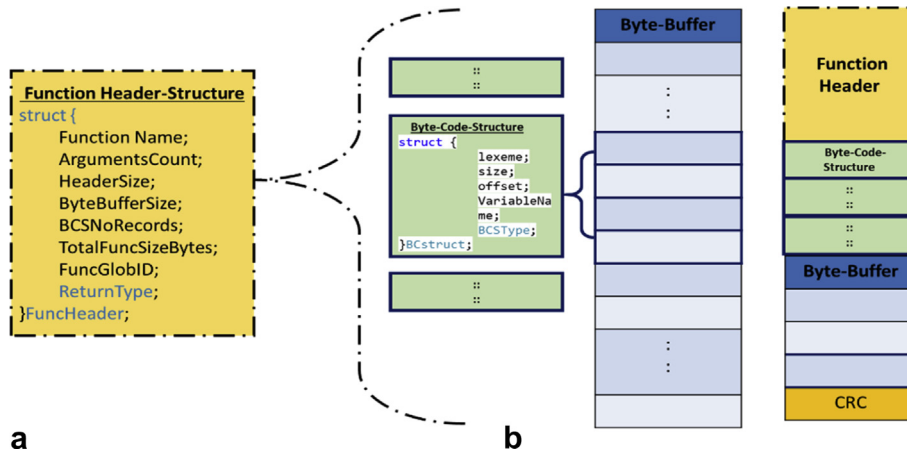 Function Header-Structure
struct {
Function Name;
ArgumentsCount;
HeaderSize;
ByteBufferSize;
BCSNoRecords;
TotalFuncSizeBytes;
FuncGlobID;
ReturnType;
}FuncHeader;
a
::
::
Byte-Code-Structure
struct {
lexeme;
size;
offset;
VariableNa
me;
BCSType;
}BCstruct;
::
::
b
Byte-Buffer
:
:
:
:
Function
Header
Byte-Code-
Structure
::
::
::
::
Byte-Buffer
CRC